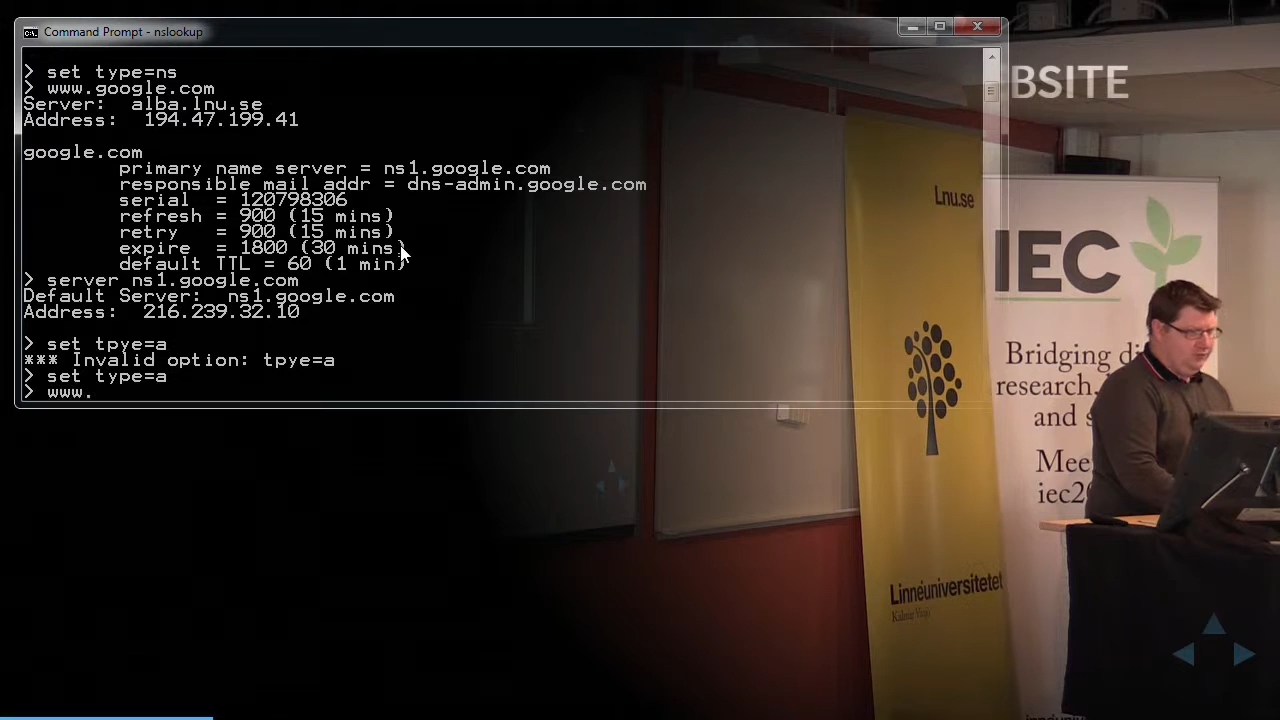 Command Prompt - nslookup
> set type=ns
> www.google.com
Server:  alba.lnu.se
Address:  194.47.199.41
google.com
primary name server = ns1.google.com
responsible mail addr = dns-admin.google.com
serial  = 120798306
refresh = 900 (15 mins)
retry   = 900 (15 mins)
expire  = 1800 (30 mins)
default TTL = 60 (1 min)
> server ns1.google.com
Default Server:  ns1.google.com
Address:  216.239.32.10
> set tpye=a
*** Invalid option: tpye=a
> set type=a
> www.
BSITE
Lnu.se
Linnéuniversitetet
Kalmar Växjö
IEC
Bridging di
research,
and s
Mee
iec2